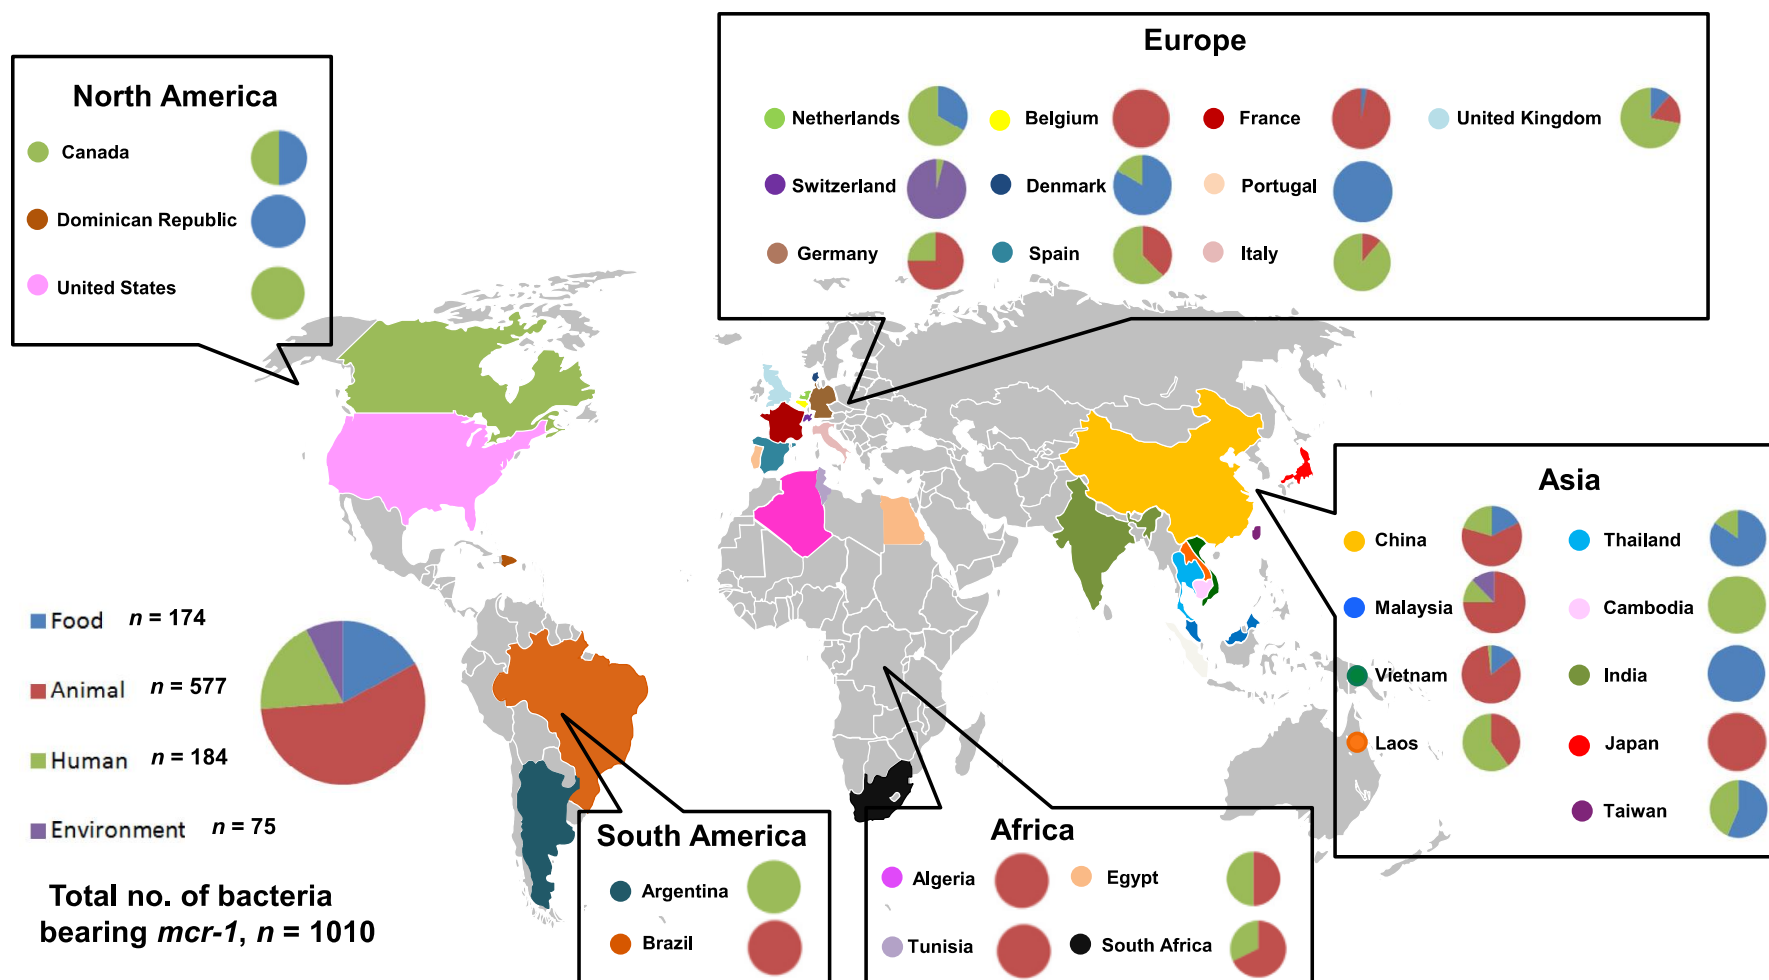 North America
Canada
Dominican Republic
United States
Europe
Netherlands
Belgium
France
United Kingdom
Switzerland
Denmark
Portugal
Germany
Spain
Italy
Asia
China
Thailand
Malaysia
Cambodia
Vietnam
India
Laos
Japan
Taiwan
Food n = 174
Animal n = 577
Human n = 184
Environment n = 75
Total no. of bacteria
bearing mcr-1, n = 1010
South America
Argentina
Brazil
Africa
Algeria
Egypt
Tunisia
South Africa